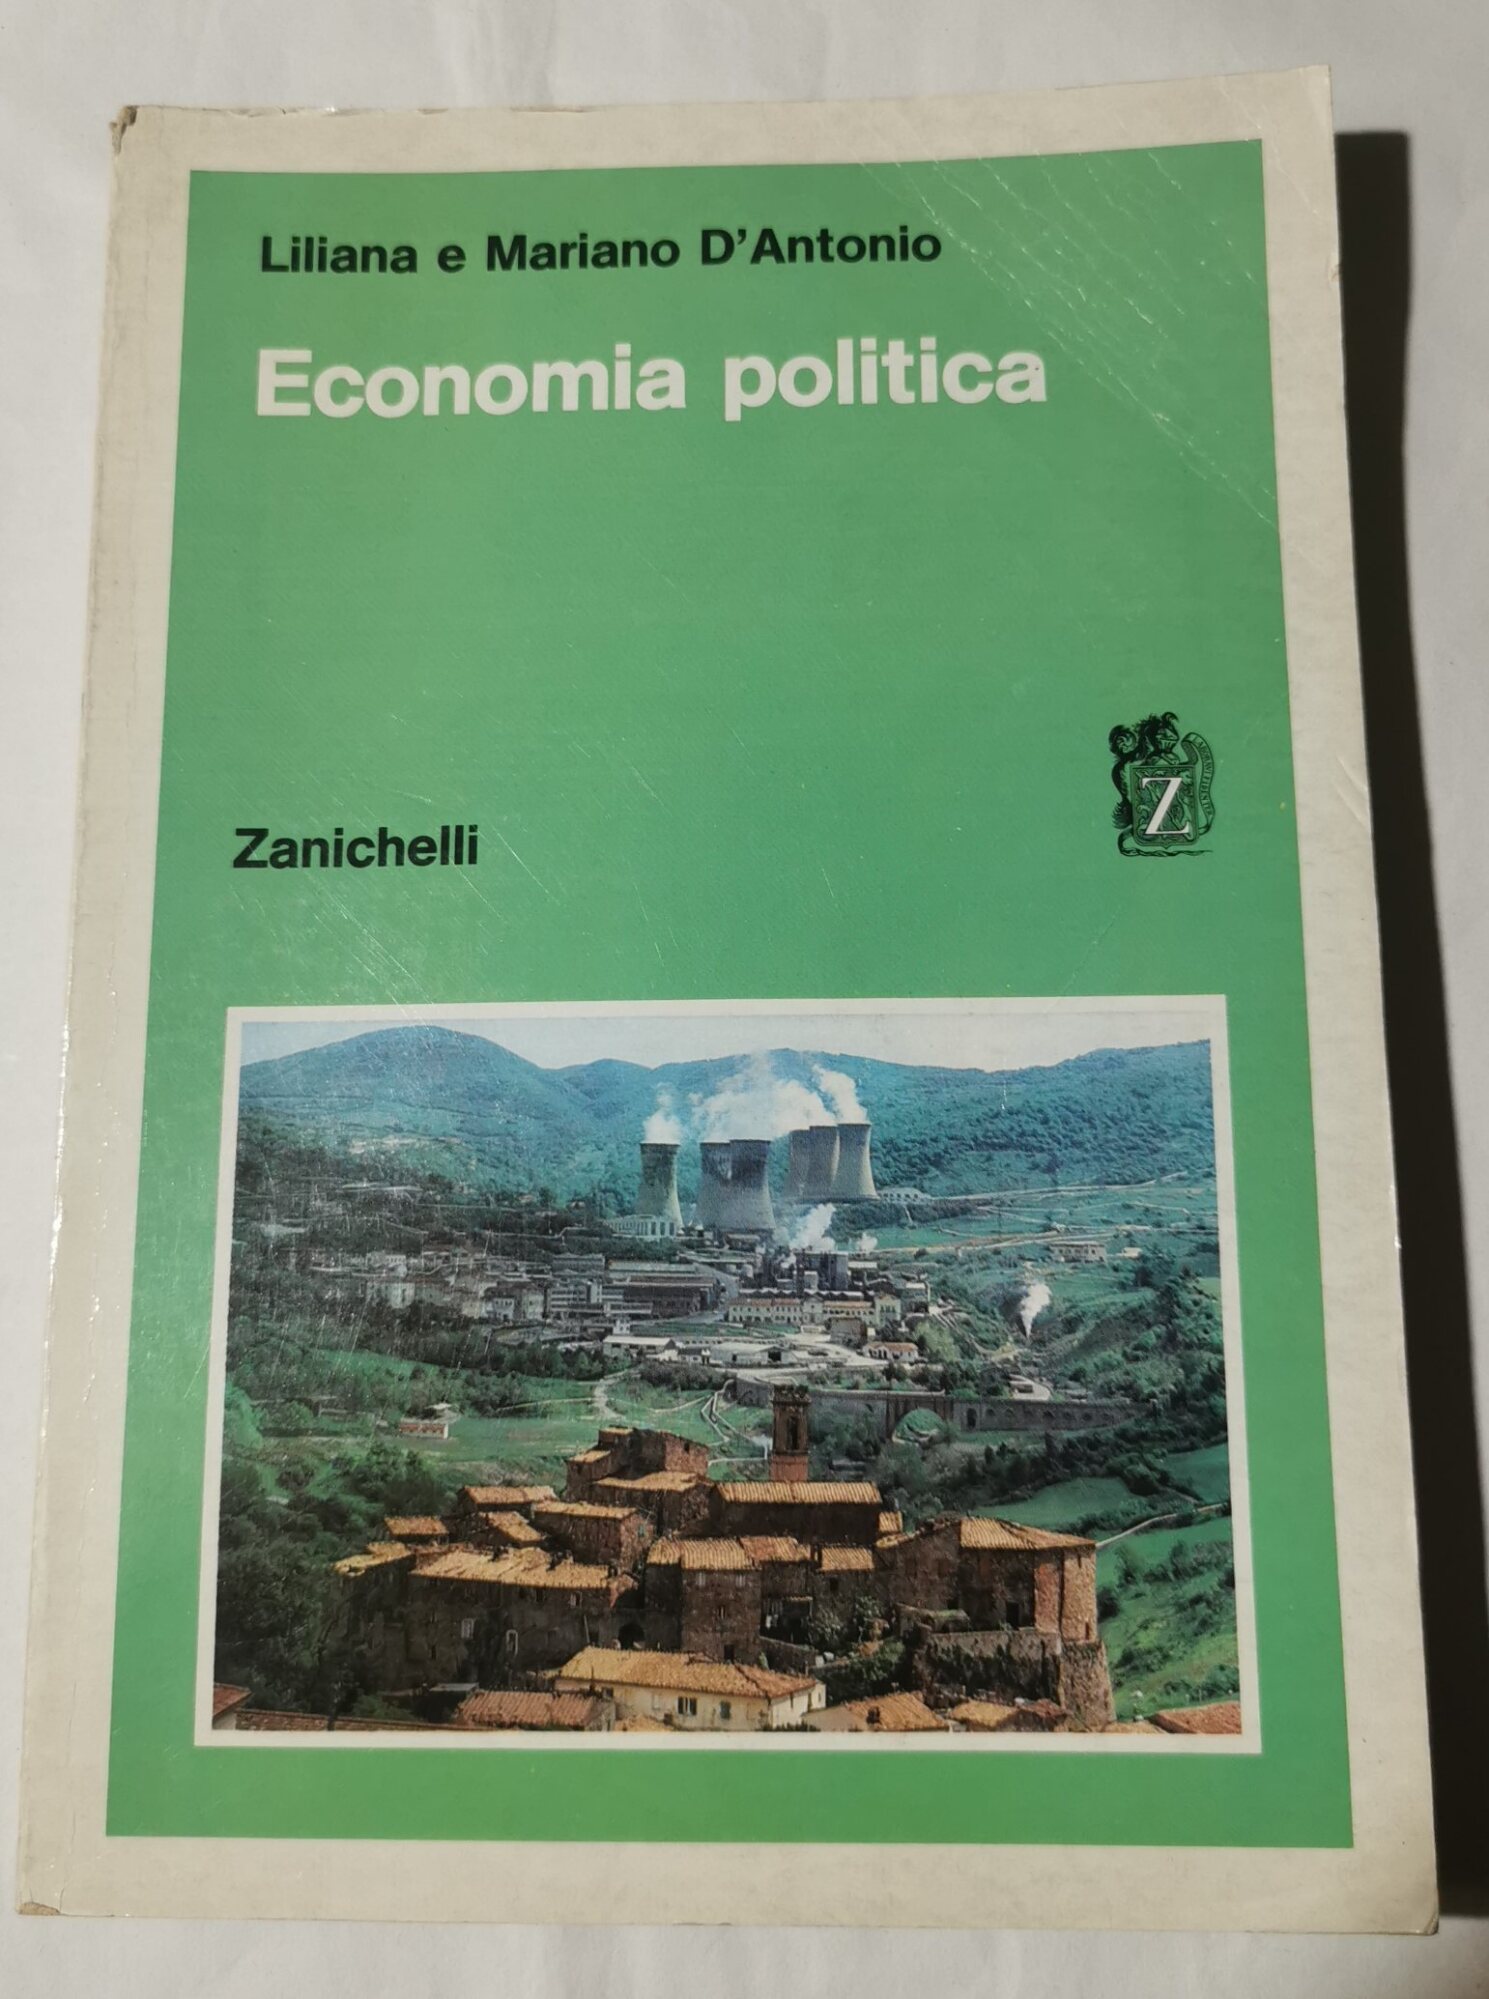 Liliana e Mariano D'Antonio
Economia politica
Z
Zanichelli